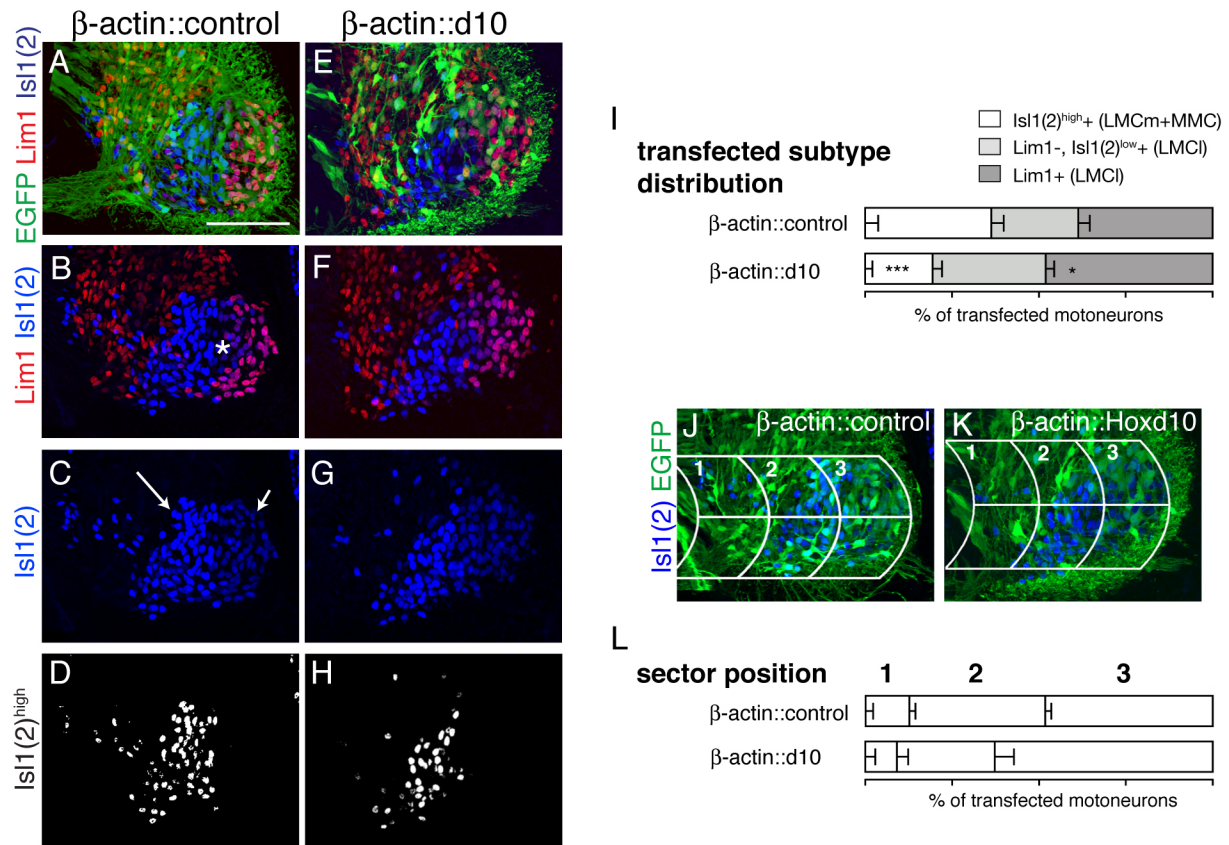 β-actin::control
β-actin::d10
EGFP Lim1 Isl1(2)
A
E
Lim1 Isl1(2)
B
*
F
Isl1(2)
C
G
Isl1(2)high
D
H
I
Isl1(2)high+ (LMCm+MMC)
Lim1-, Isl1(2)low+ (LMCl)
Lim1+ (LMCl)
transfected subtype
distribution
β-actin::control
β-actin::d10
***
*
% of transfected motoneurons
Isl1(2) EGFP
J
β-actin::control
1
2
3
K
β-actin::Hoxd10
1
2
3
L
sector position
1
2
3
β-actin::control
β-actin::d10
% of transfected motoneurons